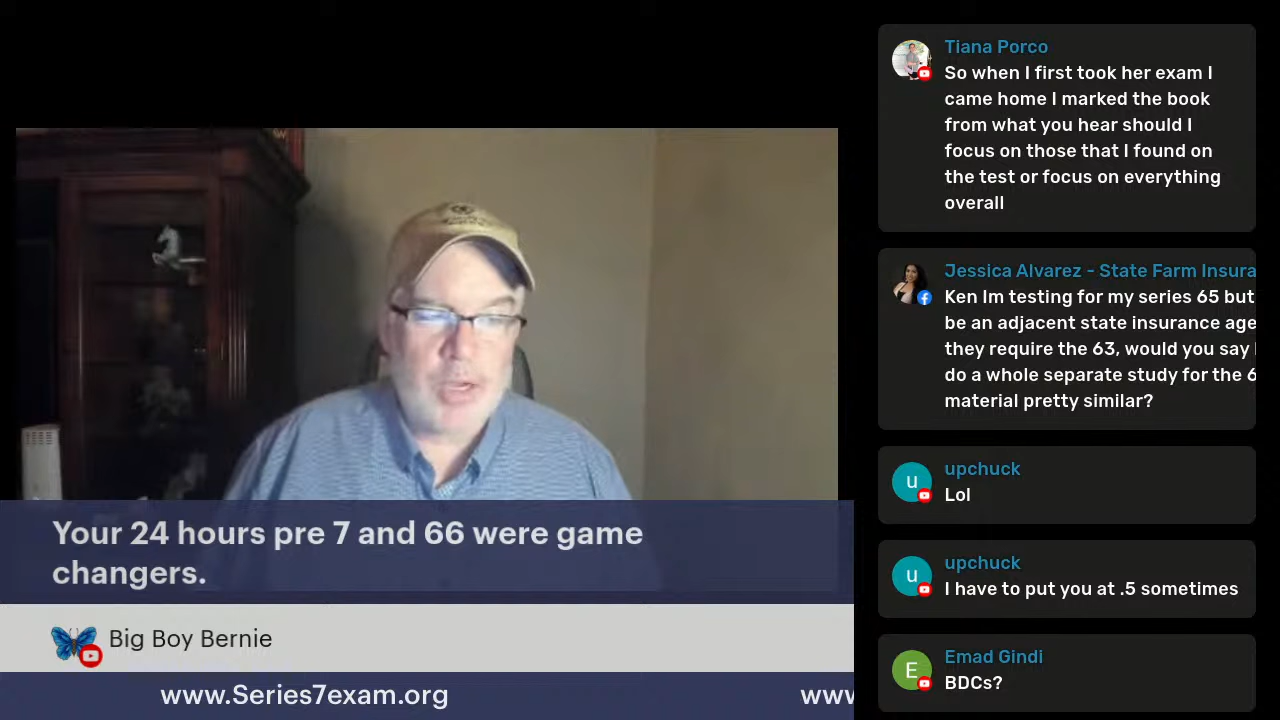 Tiana Porco
So when I first took her exam I
came home I marked the book
from what you hear should I
focus on those that I found on
the test or focus on everything
overall
Jessica Alvarez - State Farm Insura
Ken Im testing for my series 65 but
be an adjacent state insurance age
they require the 63, would you say
do a whole separate study for the 6
material pretty similar?
u
upchuck
Lol
u
upchuck
I have to put you at .5 sometimes
E
Emad Gindi
BDCs?
Your 24 hours pre 7 and 66 were game
changers.
Big Boy Bernie
www.Series7exam.org
www